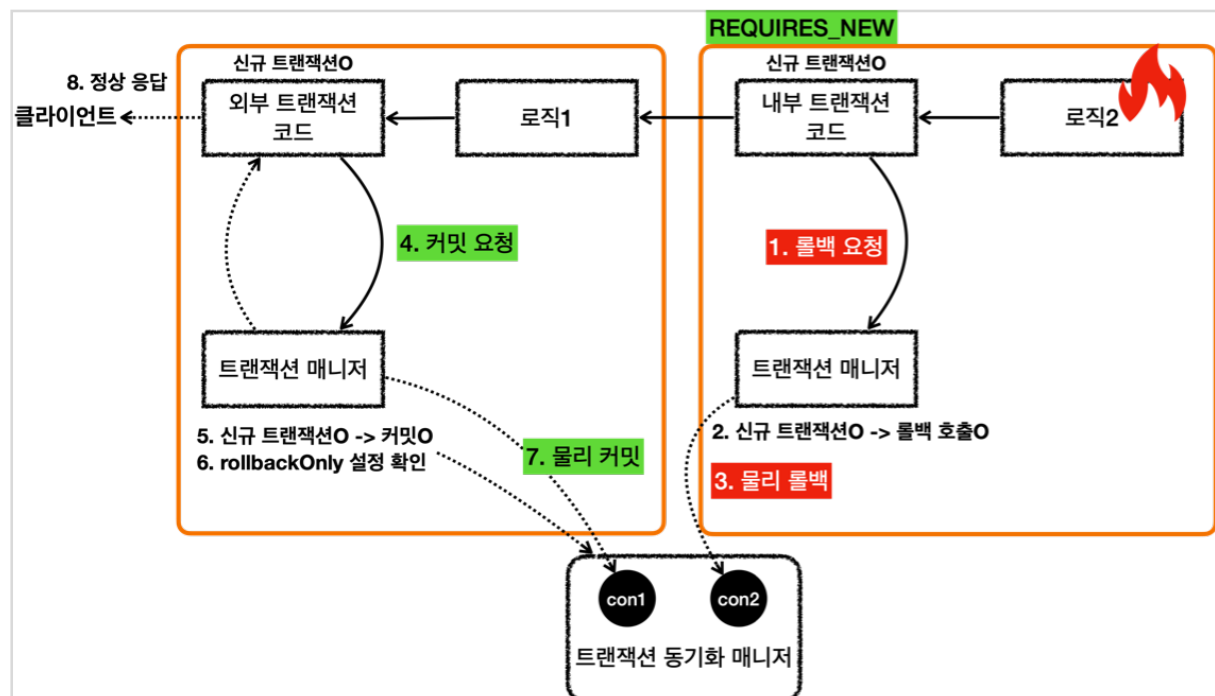 REQUIRES_NEW
신규 트랜잭션O
신규 트랜잭션O
8. 정상 응답
클라이언트
외부 트랜잭션
코드
로직1
내부 트랜잭션
코드
로직2
4. 커밋 요청
1. 롤백 요청
트랜잭션 매니저
트랜잭션 매니저
5. 신규 트랜잭션O -> 커밋O
6. rollbackOnly 설정 확인
7. 물리 커밋
2. 신규 트랜잭션O -> 롤백 호출O
3. 물리 롤백
con1
con2
트랜잭션 동기화 매니저